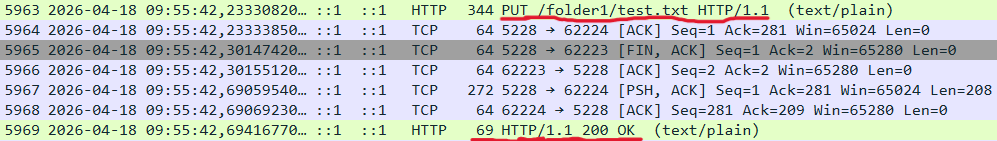 5963 2026-04-18 09:55:42,23330820... ::1 ::1 HTTP 344 PUT /folder1/test.txt HTTP/1.1 (text/plain)
5964 2026-04-18 09:55:42,23333850... ::1 ::1 TCP 64 5228 → 62224 [ACK] Seq=1 Ack=281 Win=65024 Len=0
5965 2026-04-18 09:55:42,30147420... ::1 ::1 TCP 64 5228 → 62223 [FIN, ACK] Seq=1 Ack=2 Win=65280 Len=0
5966 2026-04-18 09:55:42,30155120... ::1 ::1 TCP 64 62223 → 5228 [ACK] Seq=2 Ack=2 Win=65280 Len=0
5967 2026-04-18 09:55:42,69059540... ::1 ::1 TCP 272 5228 → 62224 [PSH, ACK] Seq=1 Ack=281 Win=65024 Len=208
5968 2026-04-18 09:55:42,69069230... ::1 ::1 TCP 64 62224 → 5228 [ACK] Seq=281 Ack=209 Win=65280 Len=0
5969 2026-04-18 09:55:42,69416770... ::1 ::1 HTTP 69 HTTP/1.1 200 OK (text/plain)